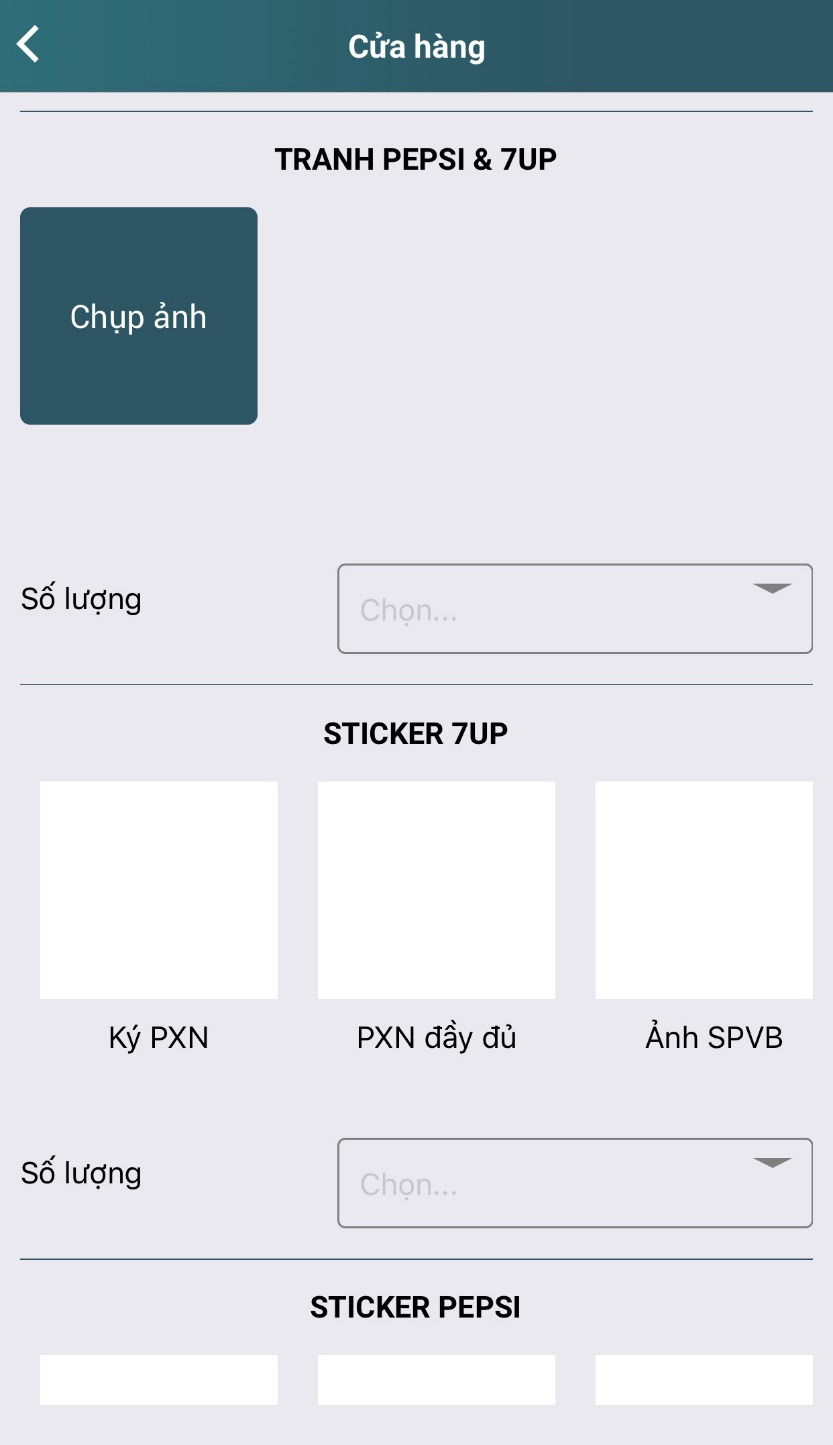 Cửa hàng
TRANH PEPSI & 7UP
Chụp ảnh
Số lượng
Chọn...
STICKER 7UP
Ký PXN
PXN đầy đủ
Ảnh SPVB
Số lượng
Chọn...
STICKER PEPSI